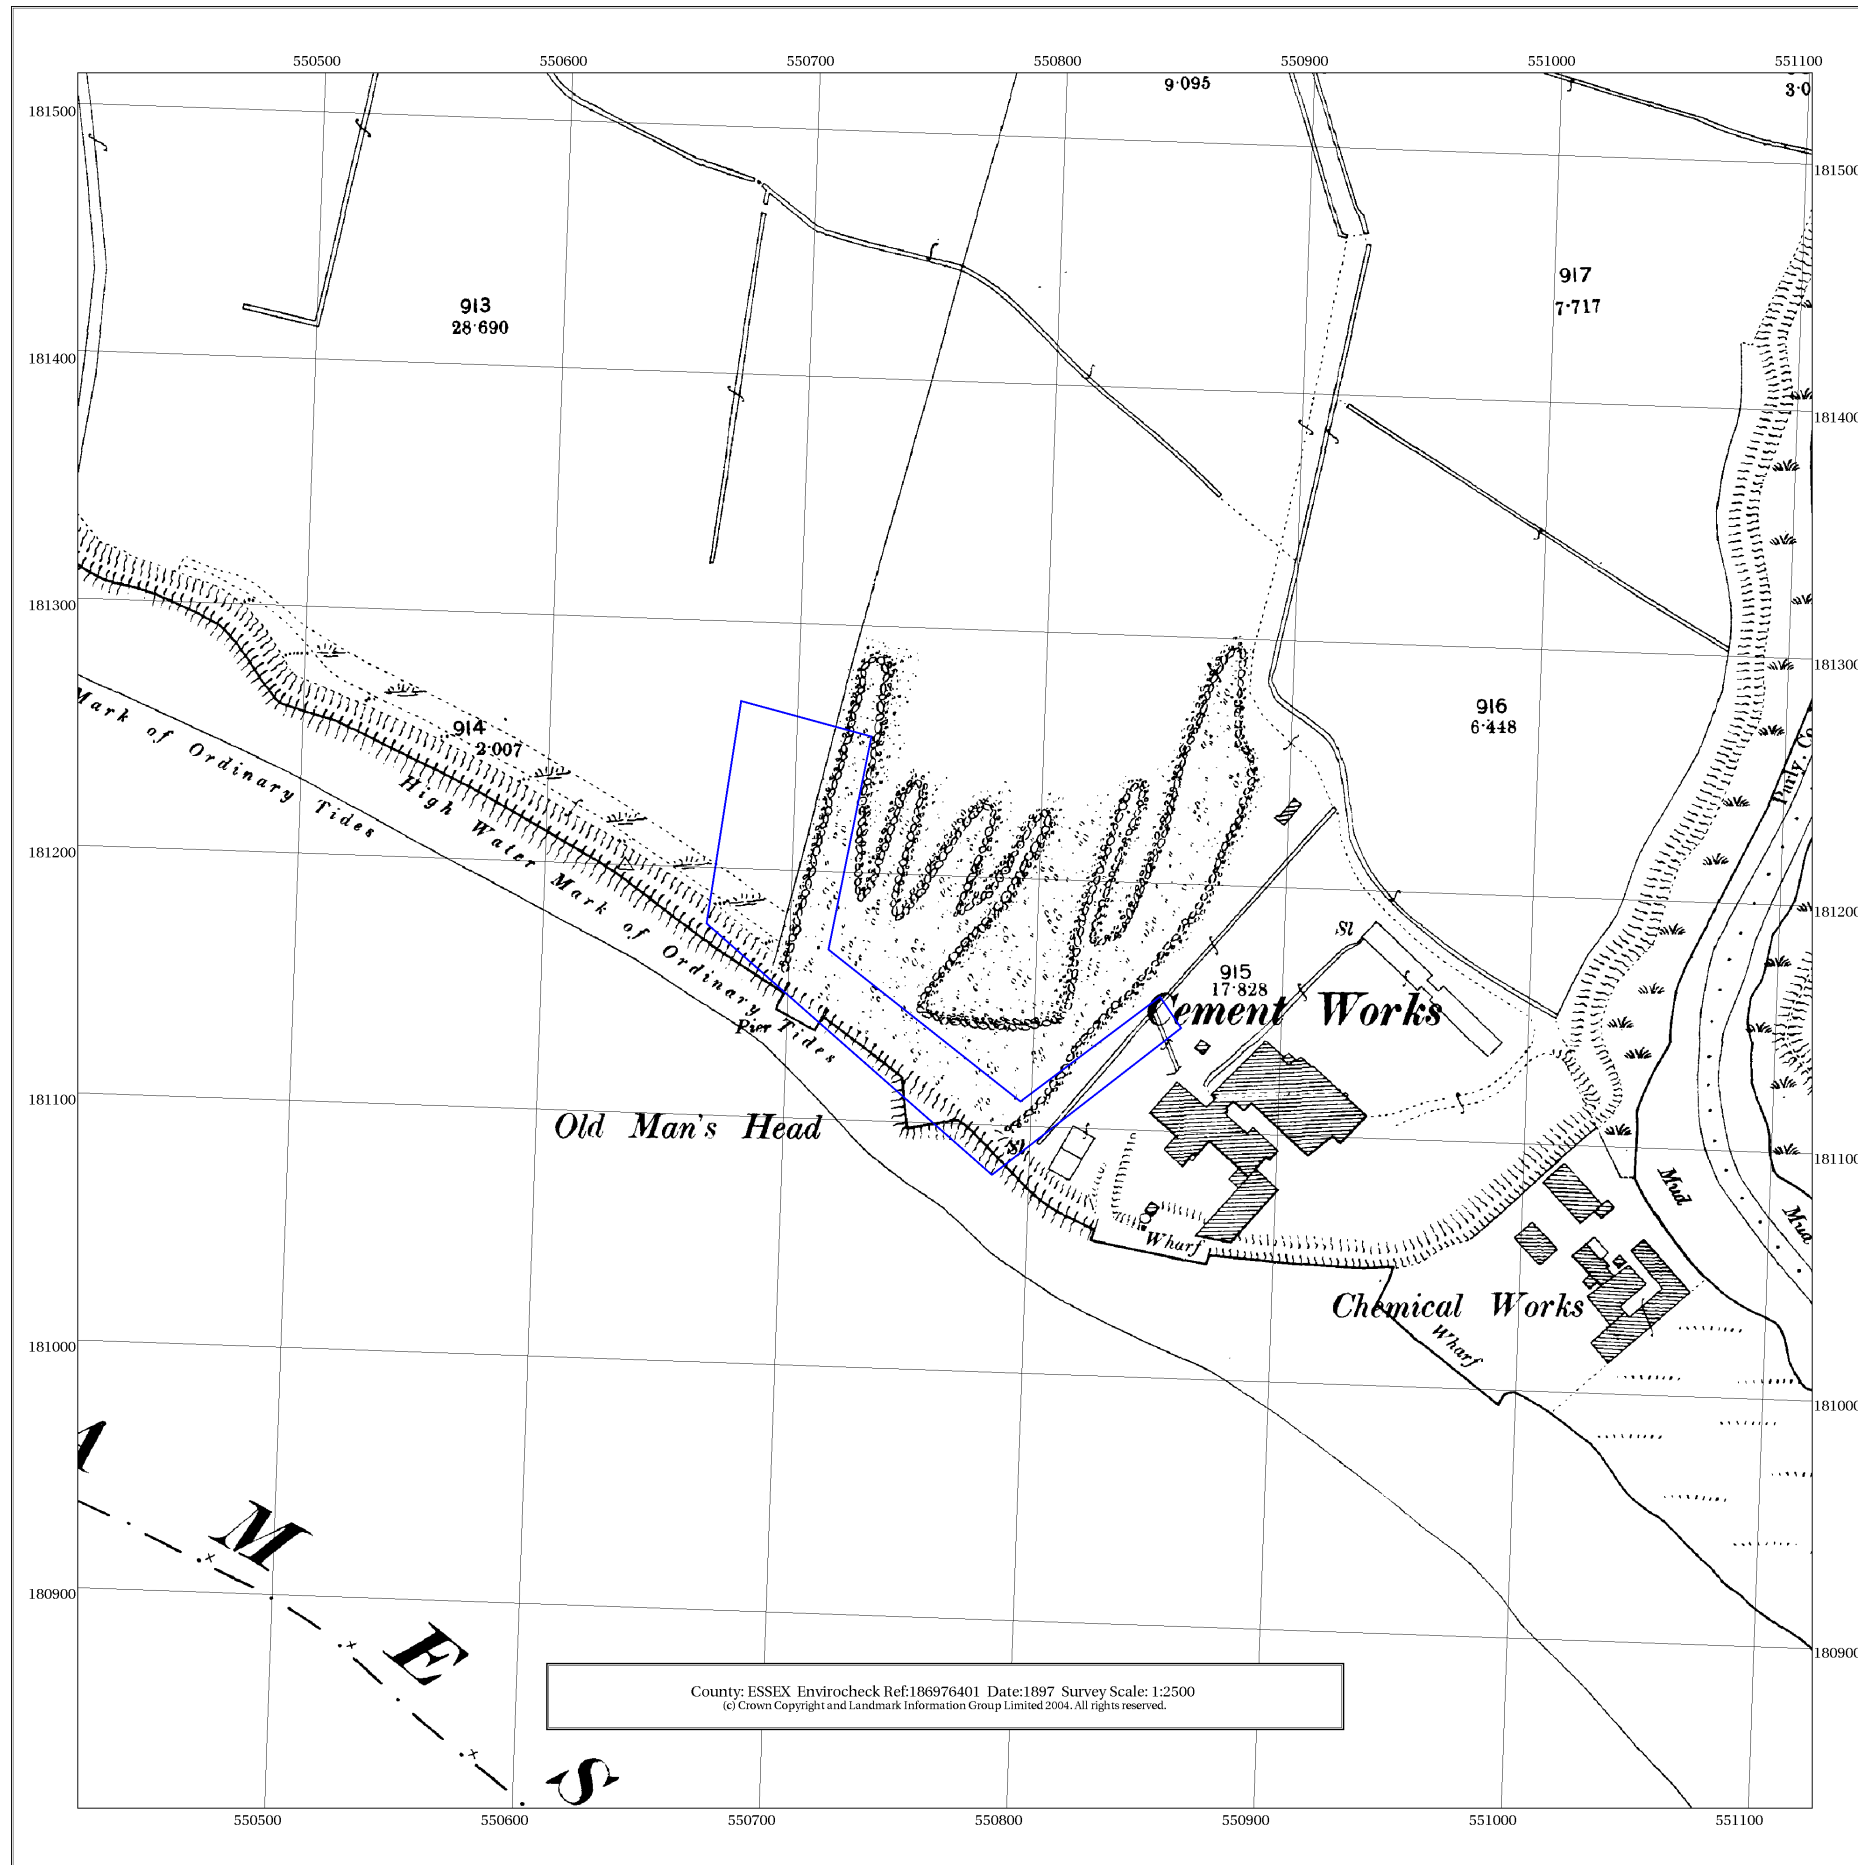 550500 550600 550700 550800 550900 551000 551100
9·095
3·0
181500
181500
917
7·717
913
28·690
181400
181400
181300
181300
916
6·448
914
2·007
Mark of Ordinary Tides
High Water Mark of Ordinary Tides
Parly. Co
181200
181200
Sl
915
17·828
Cement Works
Pier
181100
Old Man's Head
Sl
181100
Mud
Mud
Wharf
Chemical Works
Wharf
181000
181000
M
E
S
180900
180900
County: ESSEX Envirocheck Ref:186976401 Date:1897 Survey Scale: 1:2500
(c) Crown Copyright and Landmark Information Group Limited 2004. All rights reserved.
550500 550600 550700 550800 550900 551000 551100